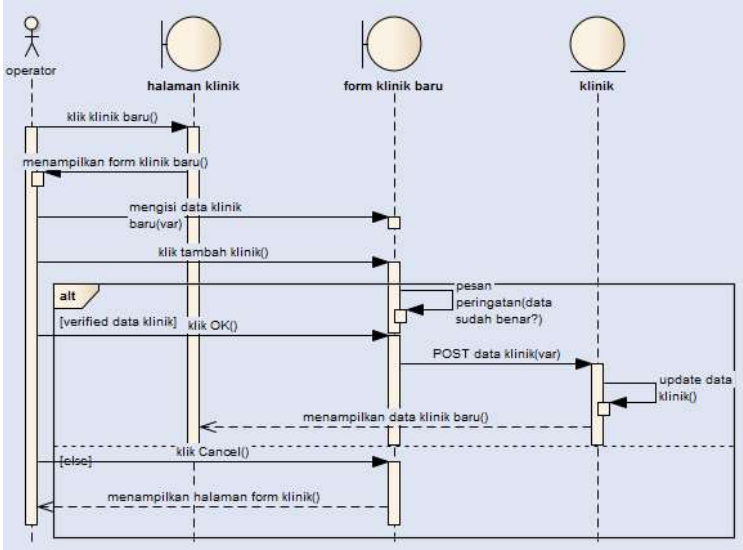 operator
halaman klinik
form klinik baru
klinik
klik klinik baru()
menampilkan form klinik baru()
mengisi data klinik
baru(var)
klik tambah klinik()
alt
pesan
peringatan(data
sudah benar?)
[verified data klinik]
klik OK()
POST data klinik(var)
update data
klinik()
menampilkan data klinik baru()
klik Cancel()
[else]
menampilkan halaman form klinik()